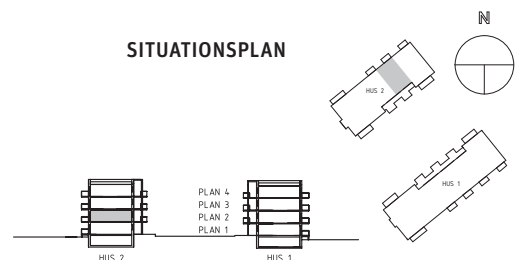 N
SITUATIONSPLAN
HUS 2
HUS 1
PLAN 4
PLAN 3
PLAN 2
PLAN 1
HUS 2
HUS 1